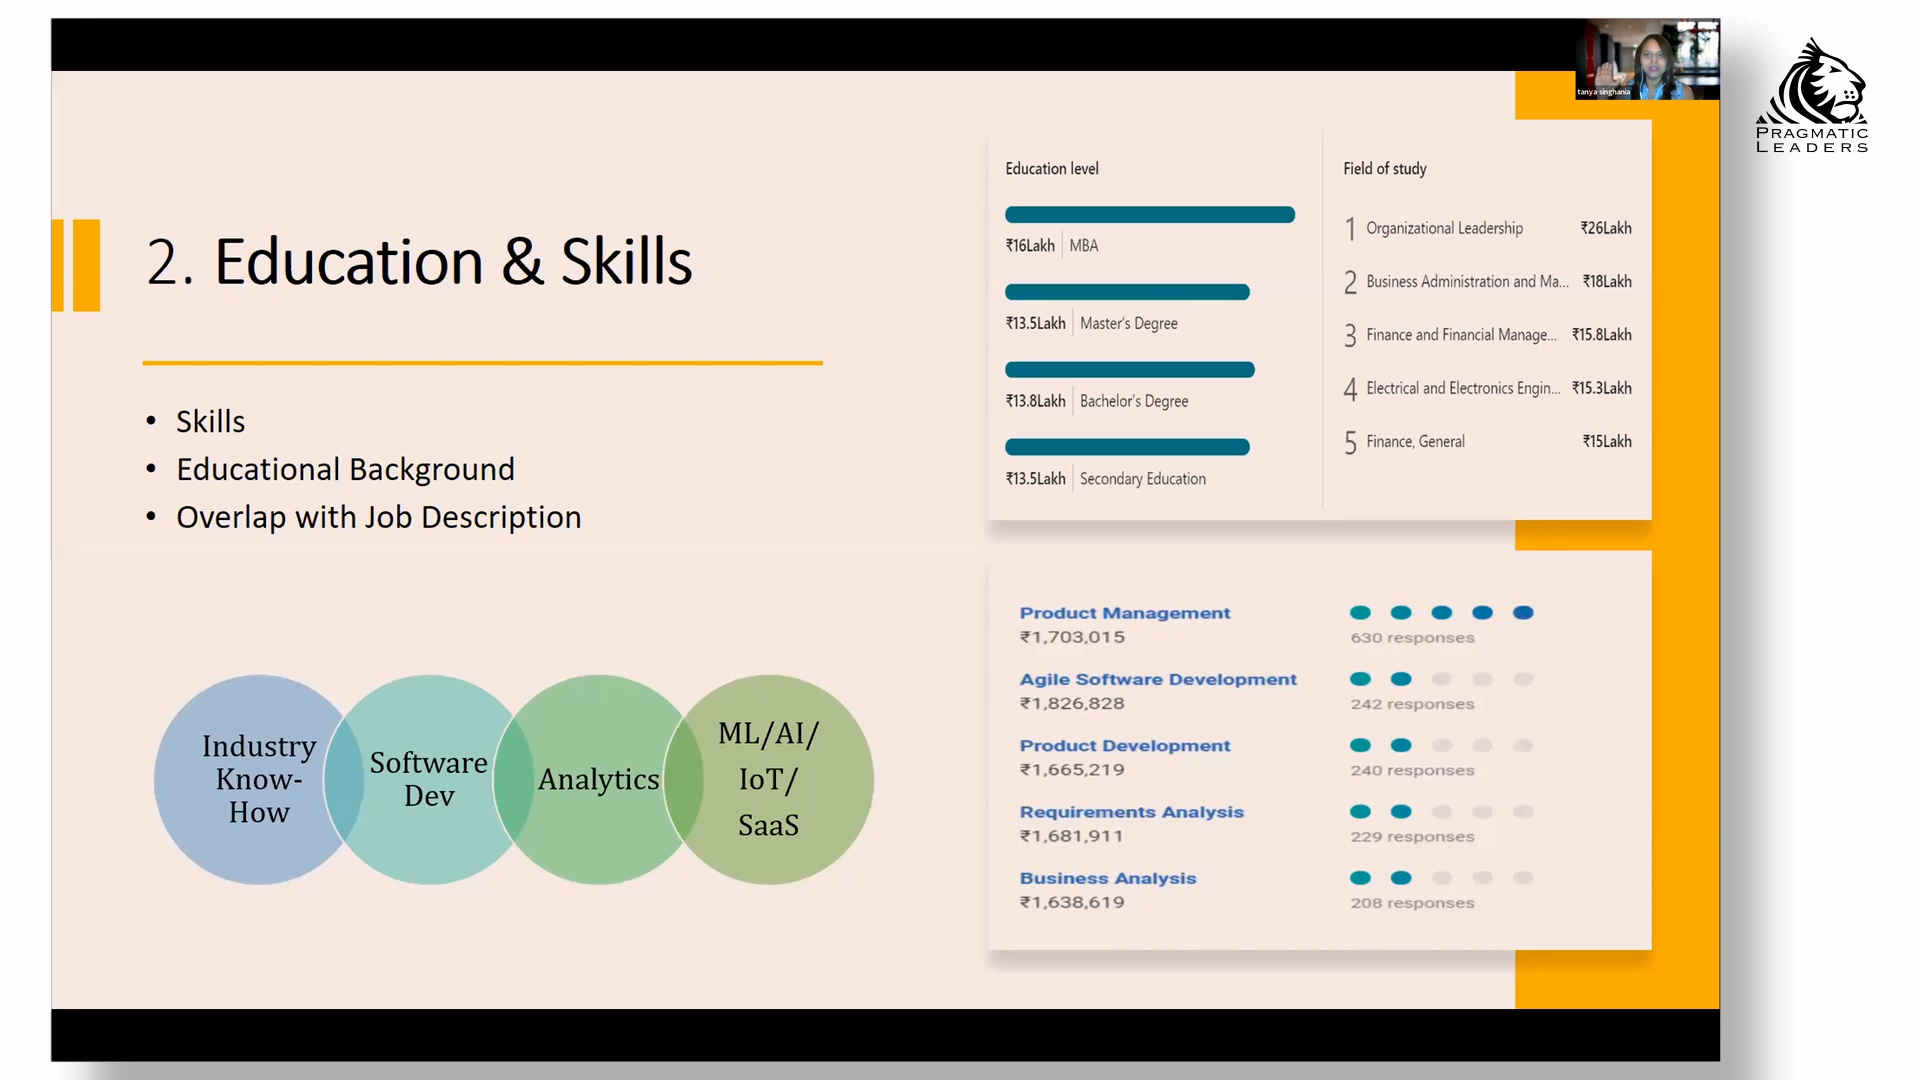 tanya singhania
PRAGMATIC
LEADERS
2. Education & Skills
• Skills
• Educational Background
• Overlap with Job Description
Industry
Know-
How
Software
Dev
Analytics
ML/AI/
IoT/
SaaS
Education level
₹16Lakh | MBA
₹13.5Lakh | Master's Degree
₹13.8Lakh | Bachelor's Degree
₹13.5Lakh | Secondary Education
Field of study
1 Organizational Leadership ₹26Lakh
2 Business Administration and Ma... ₹18Lakh
3 Finance and Financial Manage... ₹15.8Lakh
4 Electrical and Electronics Engin... ₹15.3Lakh
5 Finance, General ₹15Lakh
Product Management
₹1,703,015 630 responses
Agile Software Development
₹1,826,828 242 responses
Product Development
₹1,665,219 240 responses
Requirements Analysis
₹1,681,911 229 responses
Business Analysis
₹1,638,619 208 responses